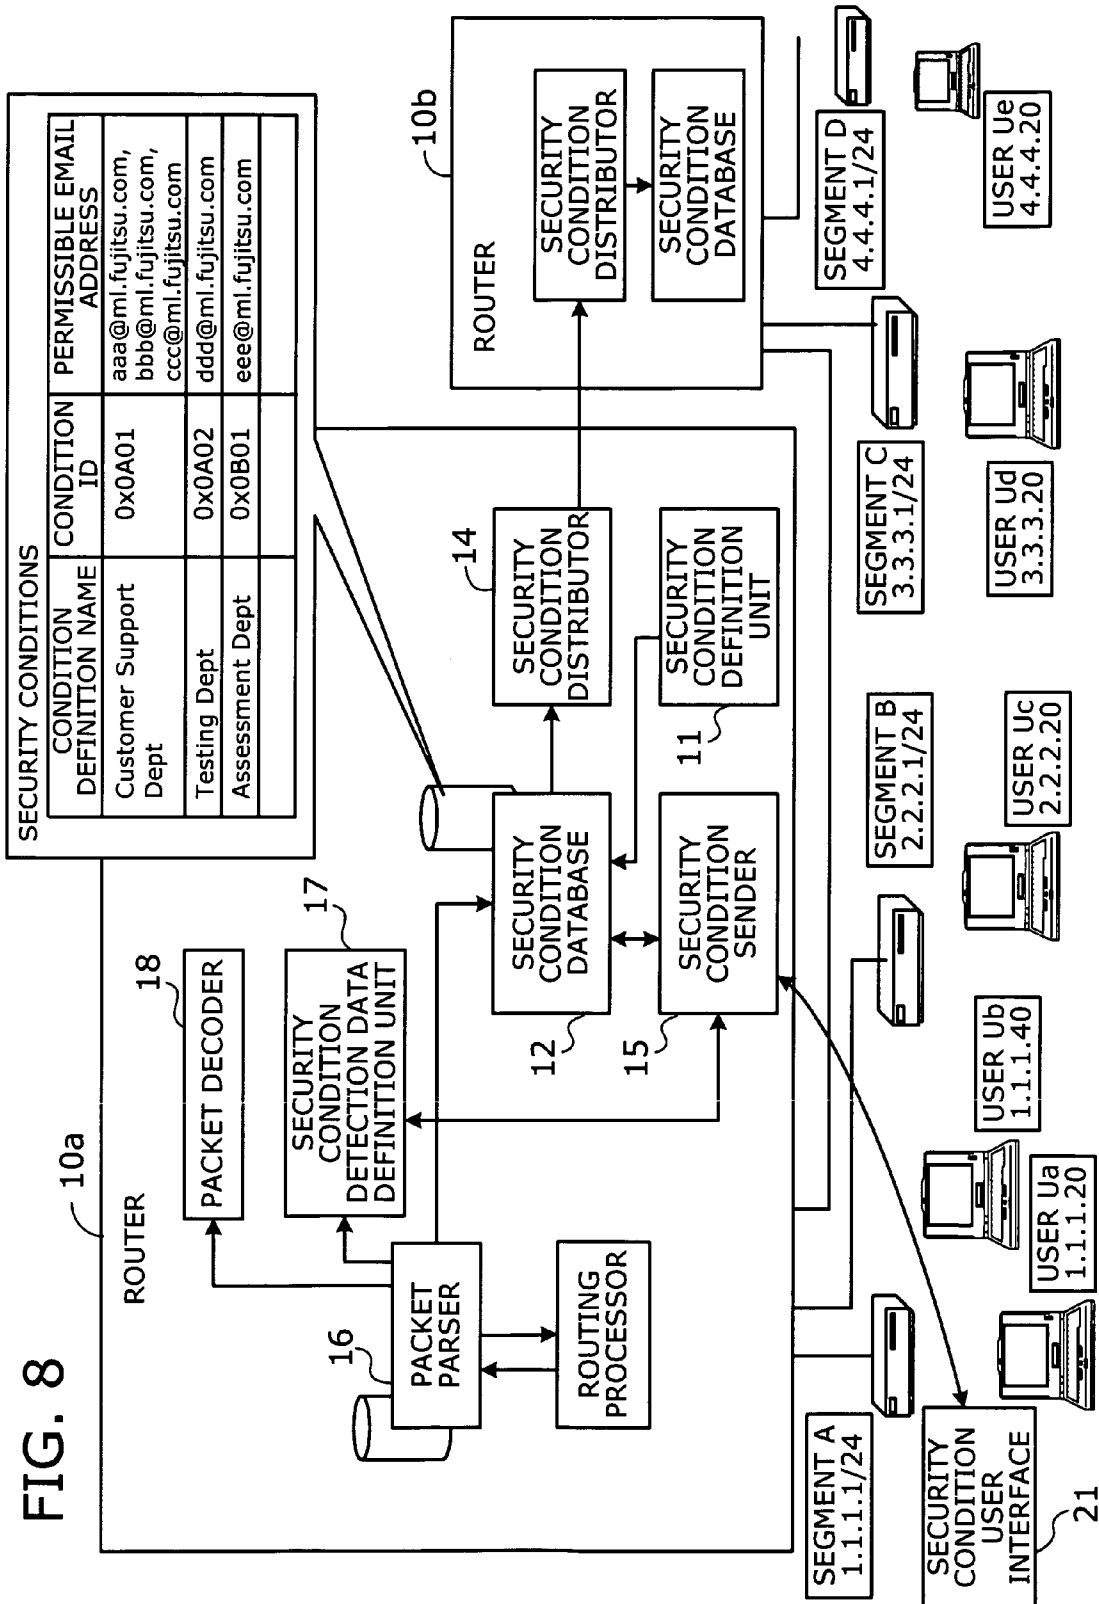 FIG. 8
SECURITY CONDITIONS
CONDITION
DEFINITION NAME
CONDITION
ID
PERMISSIBLE EMAIL
ADDRESS
Customer Support
Dept
0x0A01
aaa@ml.fujitsu.com,
bbb@ml.fujitsu.com,
ccc@ml.fujitsu.com
Testing Dept
0x0A02
ddd@ml.fujitsu.com
Assessment Dept
0x0B01
eee@ml.fujitsu.com
10a
ROUTER
18
PACKET DECODER
17
SECURITY
CONDITION
DETECTION DATA
DEFINITION UNIT
16
PACKET
PARSER
ROUTING
PROCESSOR
12
SECURITY
CONDITION
DATABASE
15
SECURITY
CONDITION
SENDER
14
SECURITY
CONDITION
DISTRIBUTOR
11
SECURITY
CONDITION
DEFINITION
UNIT
10b
ROUTER
SECURITY
CONDITION
DISTRIBUTOR
SECURITY
CONDITION
DATABASE
SEGMENT A
1.1.1.1/24
SEGMENT B
2.2.2.1/24
SEGMENT C
3.3.3.1/24
SEGMENT D
4.4.4.1/24
SECURITY
CONDITION
USER
INTERFACE
21
USER Ua
1.1.1.20
USER Ub
1.1.1.40
USER Uc
2.2.2.20
USER Ud
3.3.3.20
USER Ue
4.4.4.20